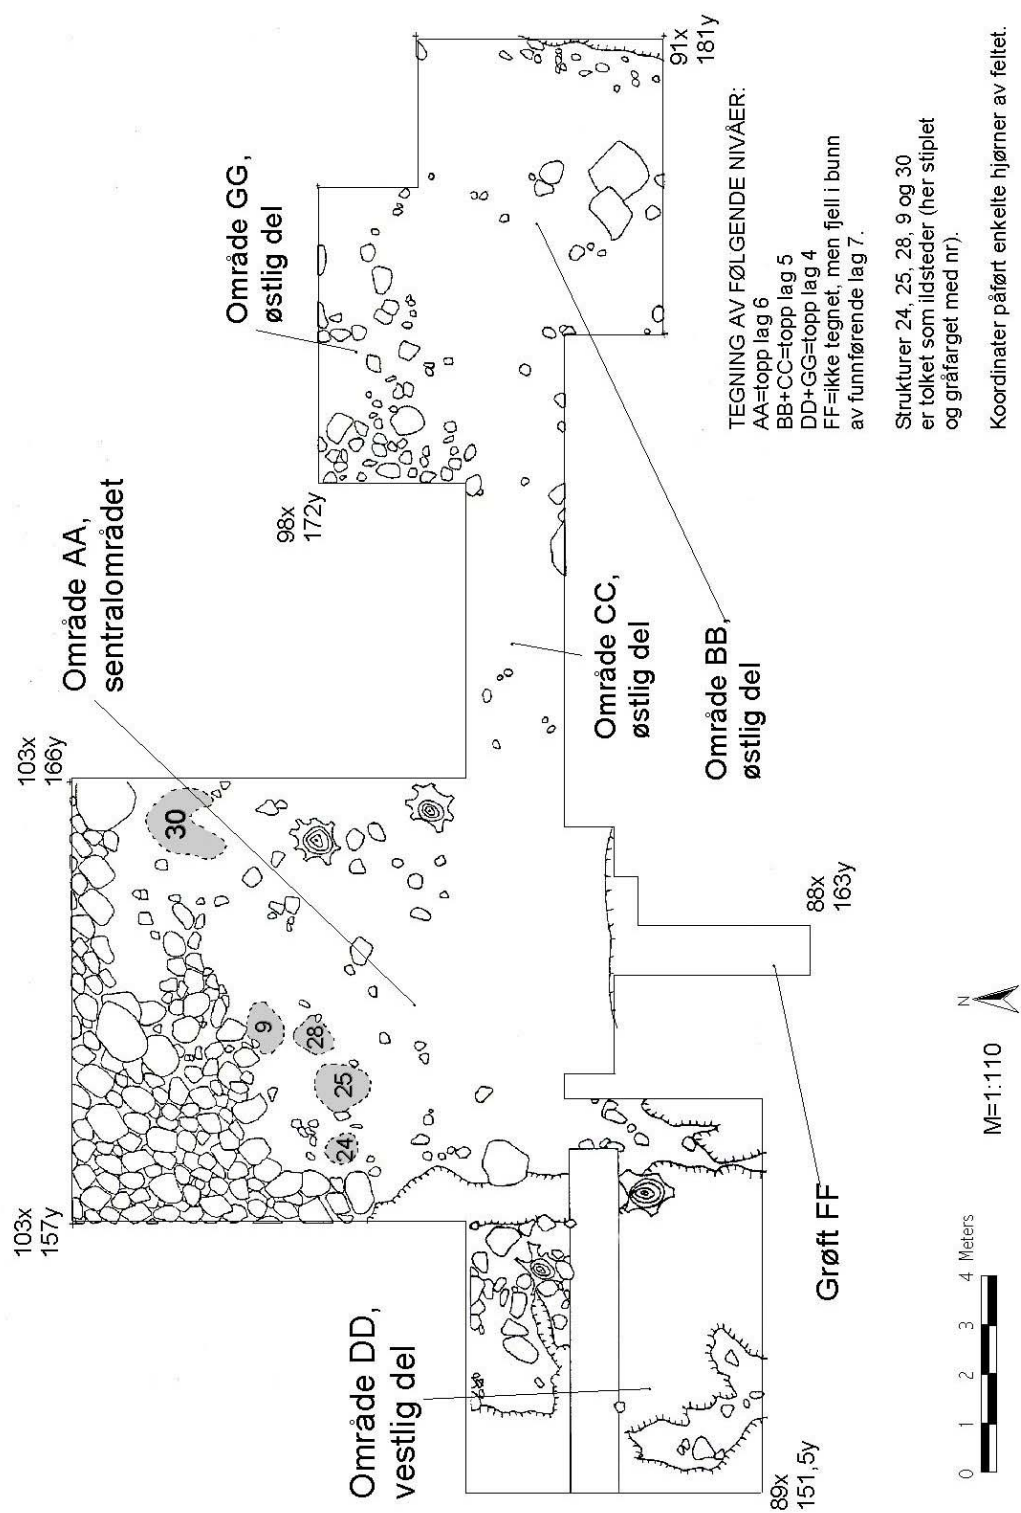 103x
157y
103x
166y
Område AA,
sentralområdet
98x
172y
Område GG,
østlig del
91x
181y
30
9
28
25
24
Område DD,
vestlig del
Område CC,
østlig del
Område BB,
østlig del
89x
151,5y
Grøft FF
88x
163y
TEGNING AV FØLGENDE NIVÅER:
AA=topp lag 6
BB+CC=topp lag 5
DD+GG=topp lag 4
FF=ikke tegnet, men fjell i bunn
av funnførende lag 7.
Strukturer 24, 25, 28, 9 og 30
er tolket som ildsteder (her stiplet
og gråfarget med nr).
Koordinater påført enkelte hjørner av feltet.
0 1 2 3 4 Meters
M=1:110
N